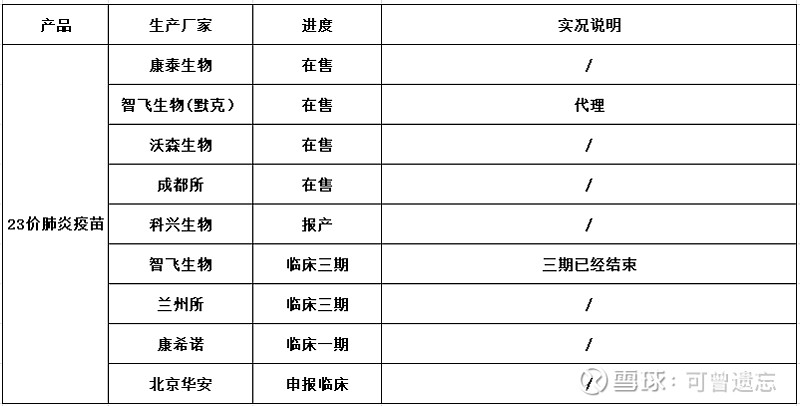 产品 生产厂家 进度 实况说明
康泰生物 在售 /
智飞生物(默克） 在售 代理
沃森生物 在售 /
成都所 在售 /
23价肺炎疫苗 科兴生物 报产 /
智飞生物 临床三期 三期已经结束
兰州所 临床三期 /
康希诺 临床一期 /
北京华安 申报临床 /
雪球：可曾遗忘